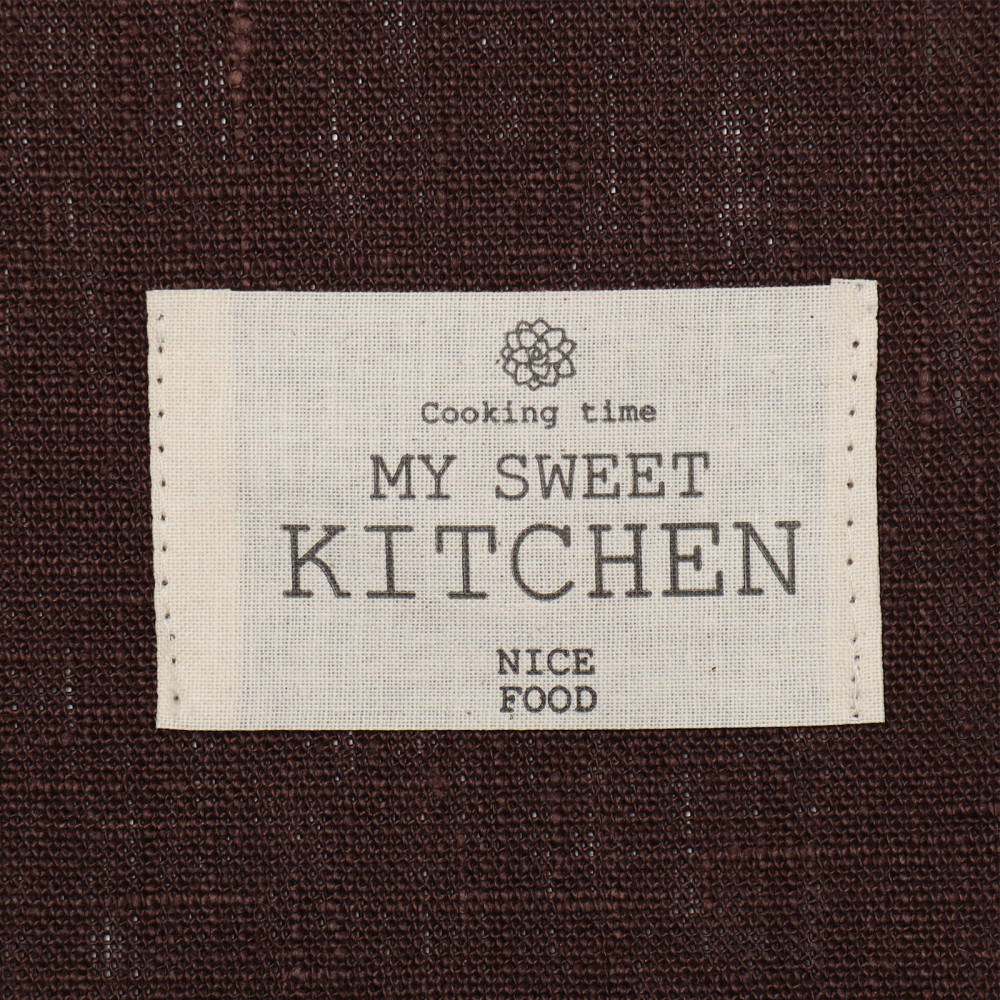 Cooking time
MY SWEET
KITCHEN
NICE
FOOD